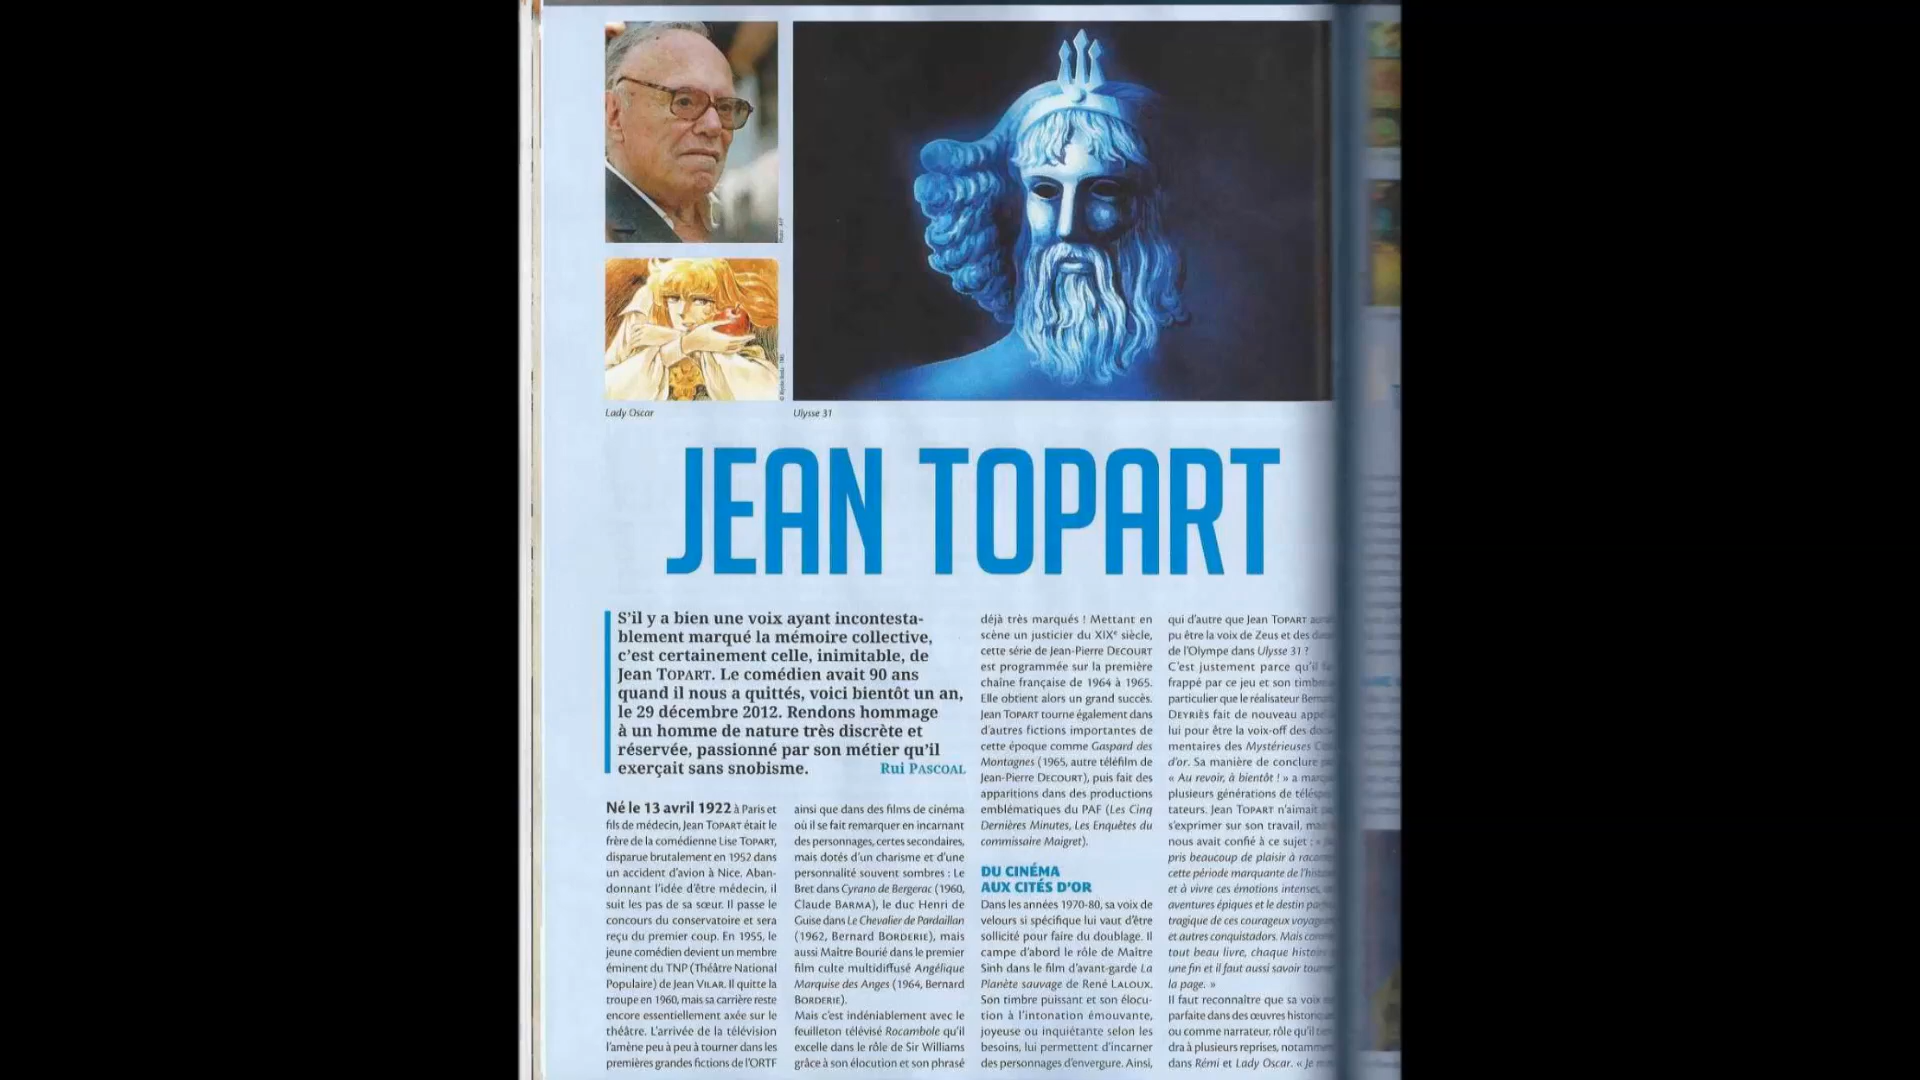 Lady Oscar
Ulysse 31
JEAN TOPART
S'il y a bien une voix ayant incontesta-
blement marqué la mémoire collective,
c'est certainement celle, inimitable, de
Jean TOPART. Le comédien avait 90 ans
quand il nous a quittés, voici bientôt un an,
le 29 décembre 2012. Rendons hommage
à un homme de nature très discrète et
réservée, passionné par son métier qu'il
exerçait sans snobisme. Rui PASCOAL
Né le 13 avril 1922 à Paris et
fils de médecin, Jean TOPART était le
frère de la comédienne Lise TOPART,
disparue brutalement en 1952 dans
un accident d'avion à Nice. Aban-
donnant l'idée d'être médecin, il
suit les pas de sa sœur. Il passe le
concours du conservatoire et sera
reçu du premier coup. En 1955, le
jeune comédien devient un membre
éminent du TNP (Théâtre National
Populaire) de Jean VILAR. Il quitte la
troupe en 1960, mais sa carrière reste
encore essentiellement axée sur le
théâtre. L'arrivée de la télévision
l'amène peu à peu à tourner dans les
premières grandes fictions de l'ORTF
ainsi que dans des films de cinéma
où il se fait remarquer en incarnant
des personnages, certes secondaires,
mais dotés d'un charisme et d'une
personnalité souvent sombres : Le
Bret dans Cyrano de Bergerac (1960,
Claude BARMA), le duc Henri de
Guise dans Le Chevalier de Pardaillan
(1962, Bernard BORDERIE), mais
aussi Maître Bourié dans le premier
film culte multidiffusé Angélique
Marquise des Anges (1964, Bernard
BORDERIE).
Mais c'est indéniablement avec le
feuilleton télévisé Rocambole qu'il
excelle dans le rôle de Sir Williams
grâce à son élocution et son phrasé
déjà très marqués ! Mettant en
scène un justicier du XIXe siècle,
cette série de Jean-Pierre DECOURT
est programmée sur la première
chaîne française de 1964 à 1965.
Elle obtient alors un grand succès.
Jean TOPART tourne également dans
d'autres fictions importantes de
cette époque comme Gaspard des
Montagnes (1965, autre téléfilm de
Jean-Pierre DECOURT), puis fait des
apparitions dans des productions
emblématiques du PAF (Les Cinq
Dernières Minutes, Les Enquêtes du
commissaire Maigret).
DU CINÉMA
AUX CITÉS D'OR
Dans les années 1970-80, sa voix de
velours si spécifique lui vaut d'être
sollicité pour faire du doublage. Il
campe d'abord le rôle de Maître
Sinh dans le film d'avant-garde La
Planète sauvage de René LALOUX.
Son timbre puissant et son élocu-
tion à l'intonation émouvante,
joyeuse ou inquiétante selon les
besoins, lui permettent d'incarner
des personnages d'envergure. Ainsi,
qui d'autre que Jean TOPART
pu être la voix de Zeus et des
de l'Olympe dans Ulysse 31 ?
C'est justement parce qu'il
frappé par ce jeu et son timbre
particulier que le réalisateur
DEYRIÈS fait de nouveau
lui pour être la voix-off des
mentaires des Mystérieuses
d'or. Sa manière de conclure
« Au revoir, à bientôt ! » a
plusieurs générations de
tateurs. Jean TOPART n'aimait
s'exprimer sur son travail,
nous avait confié à ce sujet : «
pris beaucoup de plaisir à
cette période marquante de
et à vivre ces émotions intenses,
aventures épiques et le destin
tragique de ces courageux
et autres conquistadors. Mais
tout beau livre, chaque
une fin et il faut aussi savoir
la page. »
Il faut reconnaître que sa voix
parfaite dans des œuvres
ou comme narrateur, rôle qu'il
dra à plusieurs reprises,
dans Rémi et Lady Oscar. « Je